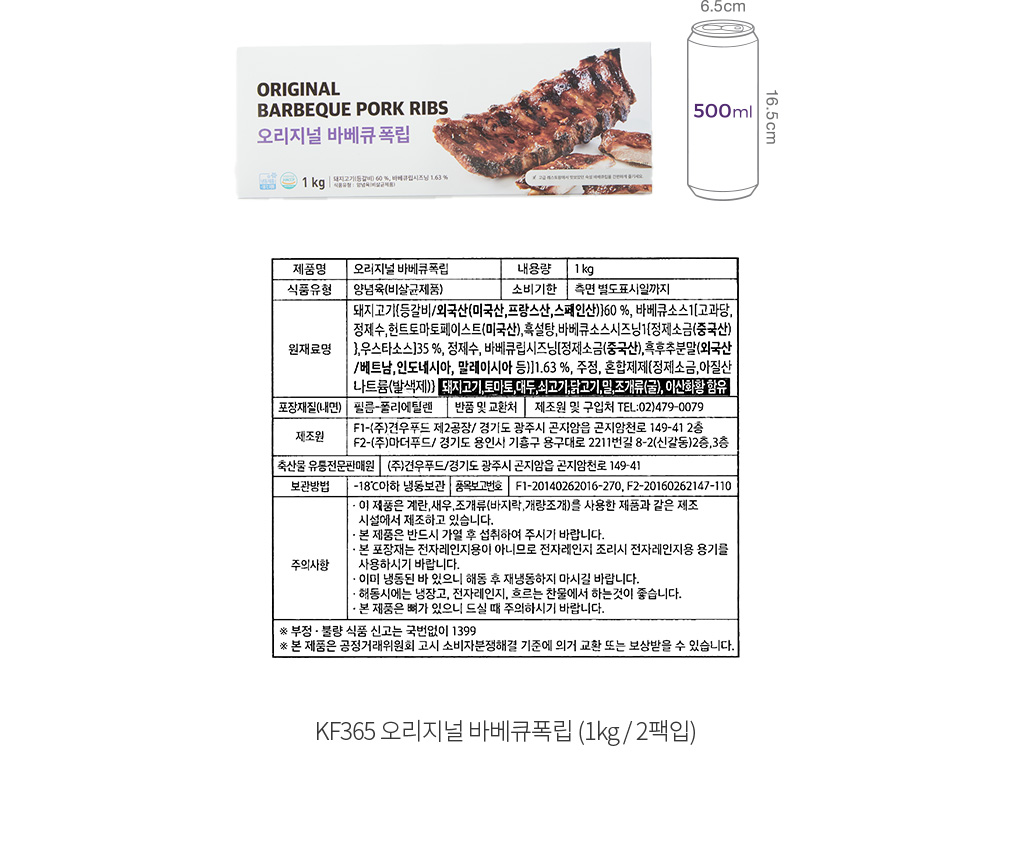 6.5cm
ORIGINAL
BARBEQUE PORK RIBS
오리지널 바베큐 폭립
500ml
16.5cm
1 kg
돼지고기(등갈비) 60 %, 바베큐립시즈닝 1.63 %
식품유형 : 양념육(비살균제품)
제품명 오리지널 바베큐폭립 내용량 1 kg
식품유형 양념육(비살균제품) 소비기한 측면 별도표시일까지
원재료명
돼지고기{등갈비/외국산(미국산,프랑스산,스페인산)}60 %, 바베큐소스1[고과당,
정제수,헌트토마토페이스트(미국산),흑설탕,바베큐소스시즈닝1{정제소금(중국산)
},우스타소스]35 %, 정제수, 바베큐립시즈닝[정제소금(중국산),흑후추분말(외국산
/베트남,인도네시아, 말레이시아 등)]1.63 %, 주정, 혼합제제{정제소금,아질산
나트륨(발색제)} 돼지고기,토마토,대두,쇠고기,닭고기,밀,조개류(굴), 이산화황 함유
포장재질(내면) 필름-폴리에틸렌 반품 및 교환처 제조원 및 구입처 TEL:02)479-0079
제조원
F1-(주)견우푸드 제2공장/ 경기도 광주시 곤지암읍 곤지암천로 149-41 2층
F2-(주)마더푸드/ 경기도 용인사 기흥구 용구대로 2211번길 8-2(신갈동)2층,3층
축산물 유통전문판매원 (주)견우푸드/경기도 광주시 곤지암읍 곤지암천로 149-41
보관방법 -18℃이하 냉동보관 품목보고번호 F1-20140262016-270, F2-20160262147-110
주의사항
· 이 제품은 계란,새우,조개류(바지락,개량조개)를 사용한 제품과 같은 제조
시설에서 제조하고 있습니다.
· 본 제품은 반드시 가열 후 섭취하여 주시기 바랍니다.
· 본 포장재는 전자레인지용이 아니므로 전자레인지 조리시 전자레인지용 용기를
사용하시기 바랍니다.
· 이미 냉동된 바 있으니 해동 후 재냉동하지 마시길 바랍니다.
· 해동시에는 냉장고, 전자레인지, 흐르는 찬물에서 하는것이 좋습니다.
· 본 제품은 뼈가 있으니 드실 때 주의하시기 바랍니다.
※ 부정 · 불량 식품 신고는 국번없이 1399
※ 본 제품은 공정거래위원회 고시 소비자분쟁해결 기준에 의거 교환 또는 보상받을 수 있습니다.
KF365 오리지널 바베큐폭립 (1kg / 2팩입)